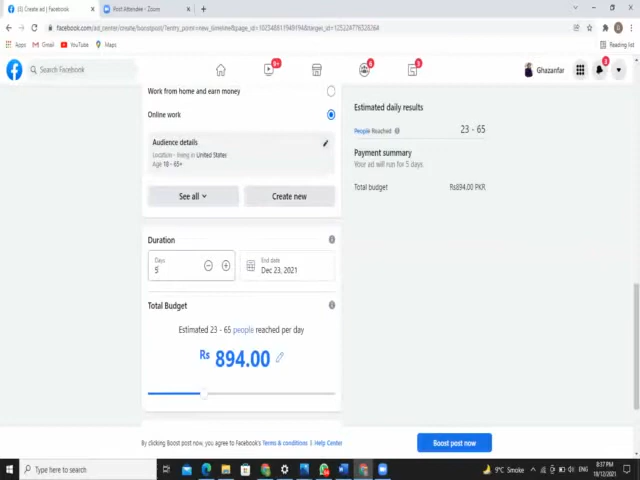 (5) Create ad | Facebook
Post Attendee - Zoom
facebook.com/ad_center/create/boostpost/?entry_point=new_timeline&page_id=
Apps
Gmail
YouTube
Maps
Reading list
Search Facebook
9+
6
5
Ghazanfar
Work from home and earn money
Online work
Audience details
Location - living in United States
Age 18 - 65+
See all
Create new
Estimated daily results
People Reached
23 - 65
Payment summary
Your ad will run for 5 days.
Total budget
Rs894.00 PKR
Duration
Days
5
End date
Dec 23, 2021
Total Budget
Estimated 23 - 65 people reached per day
Rs 894.00
By clicking Boost post now, you agree to Facebook's Terms & conditions | Help Center
Boost post now
Type here to search
9°C Smoke
ENG
8:37 PM
18/12/2021